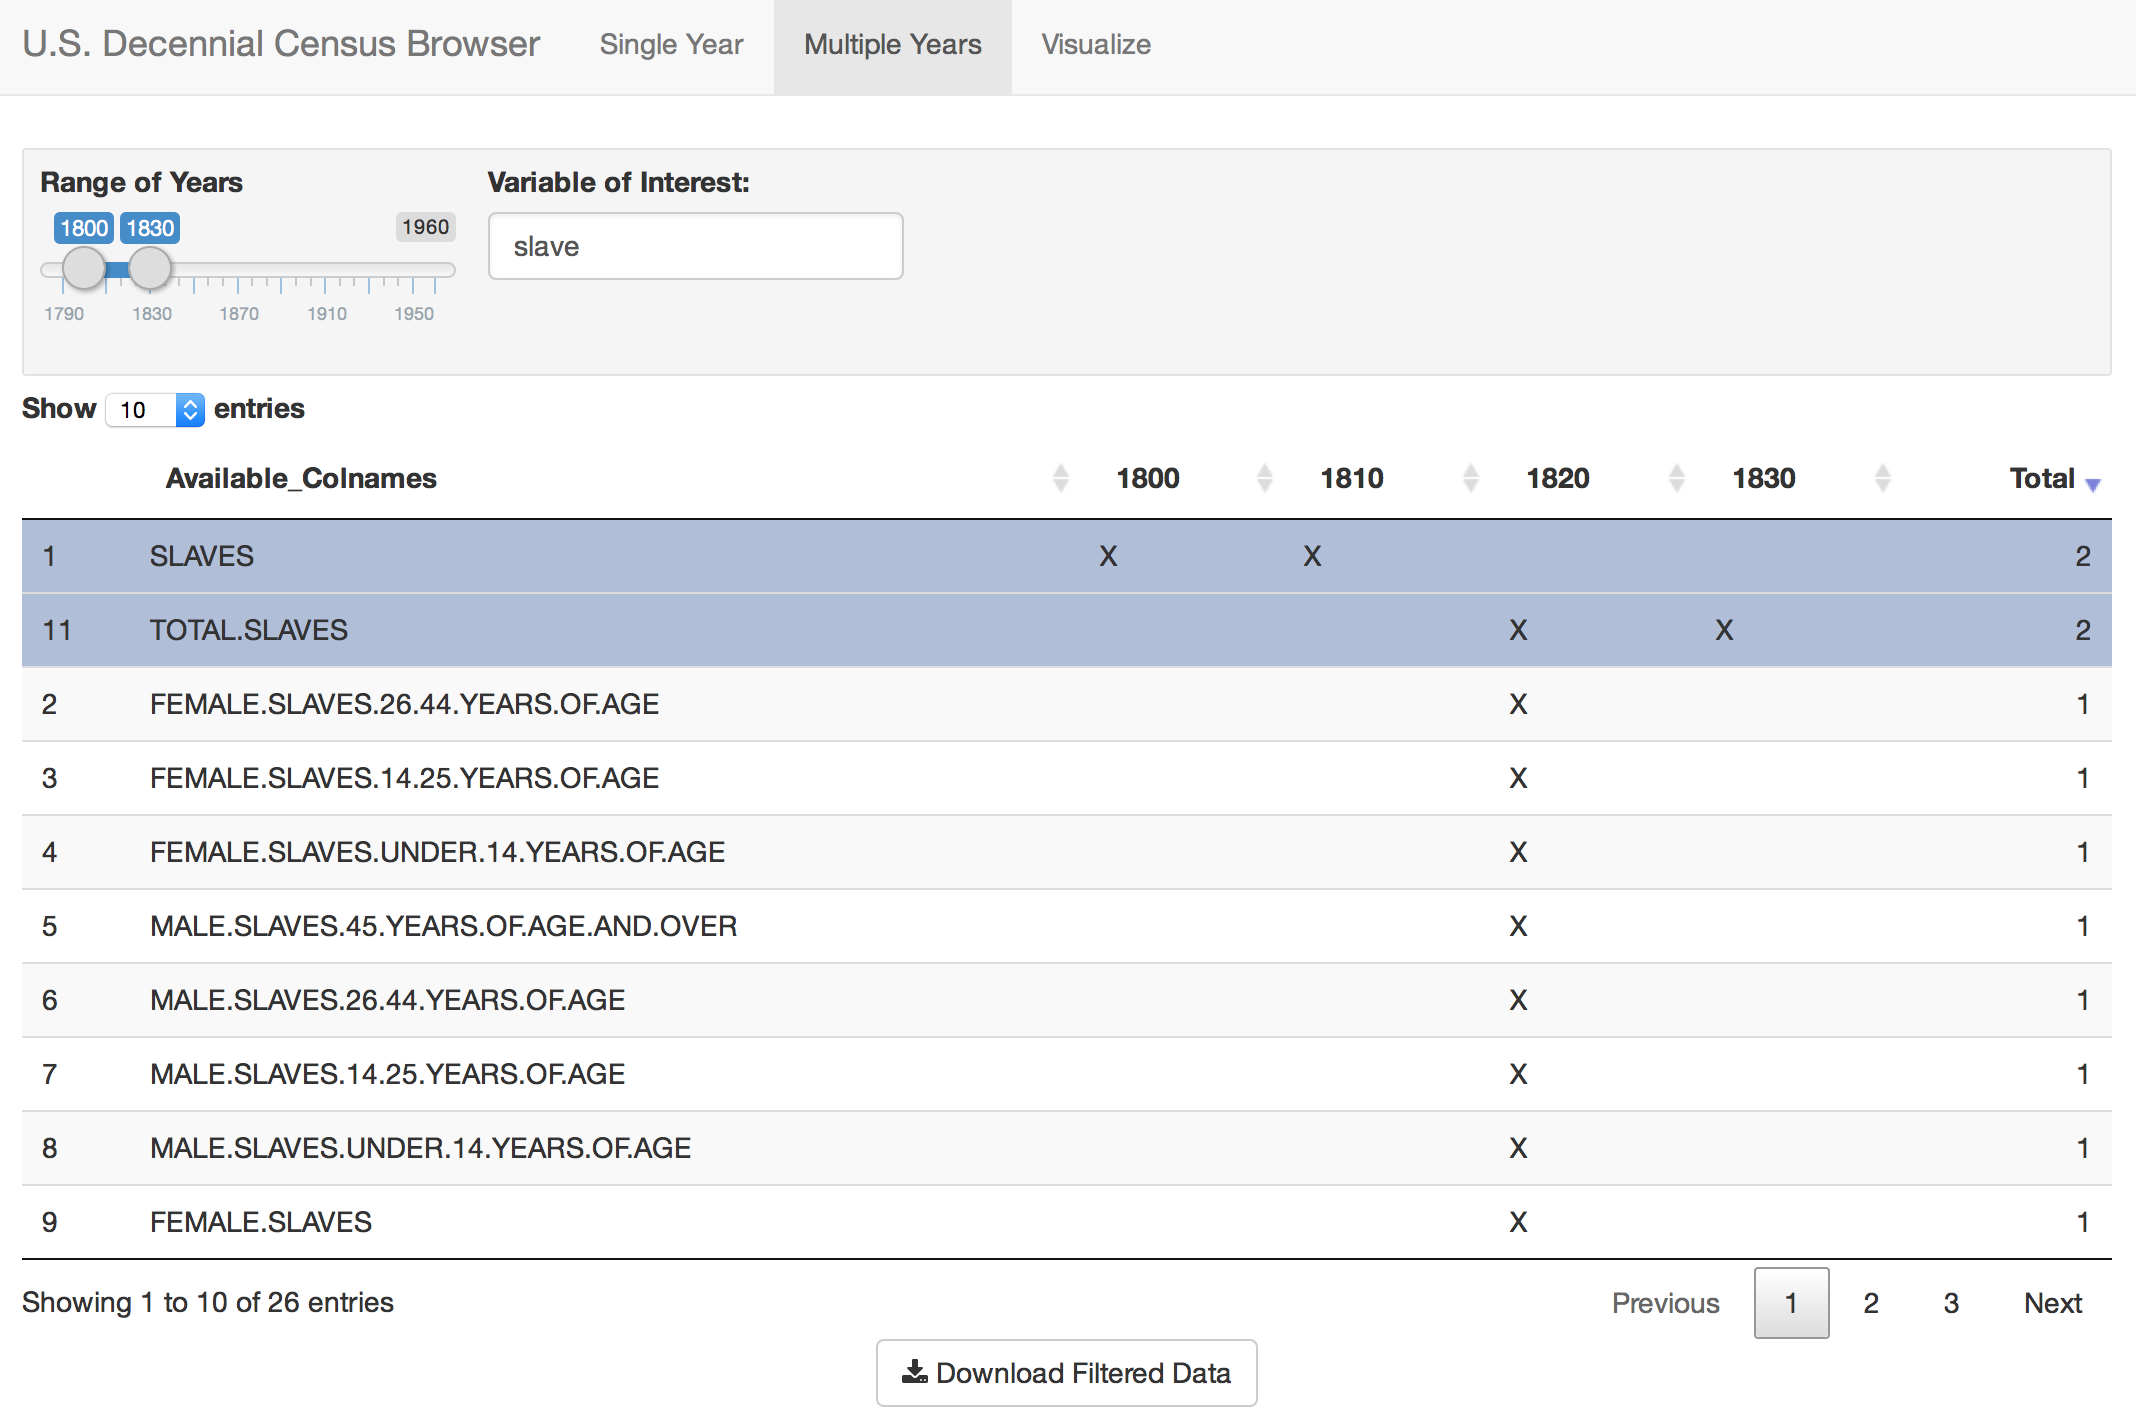 U.S. Decennial Census Browser Single Year Multiple Years Visualize
Range of Years Variable of Interest:
1800 1830 1960
slave
1790 1830 1870 1910 1950
Show 10 entries
Available_Colnames 1800 1810 1820 1830 Total
1 SLAVES X X 2
11 TOTAL.SLAVES X X 2
2 FEMALE.SLAVES.26.44.YEARS.OF.AGE X 1
3 FEMALE.SLAVES.14.25.YEARS.OF.AGE X 1
4 FEMALE.SLAVES.UNDER.14.YEARS.OF.AGE X 1
5 MALE.SLAVES.45.YEARS.OF.AGE.AND.OVER X 1
6 MALE.SLAVES.26.44.YEARS.OF.AGE X 1
7 MALE.SLAVES.14.25.YEARS.OF.AGE X 1
8 MALE.SLAVES.UNDER.14.YEARS.OF.AGE X 1
9 FEMALE.SLAVES X 1
Showing 1 to 10 of 26 entries Previous 1 2 3 Next
Download Filtered Data